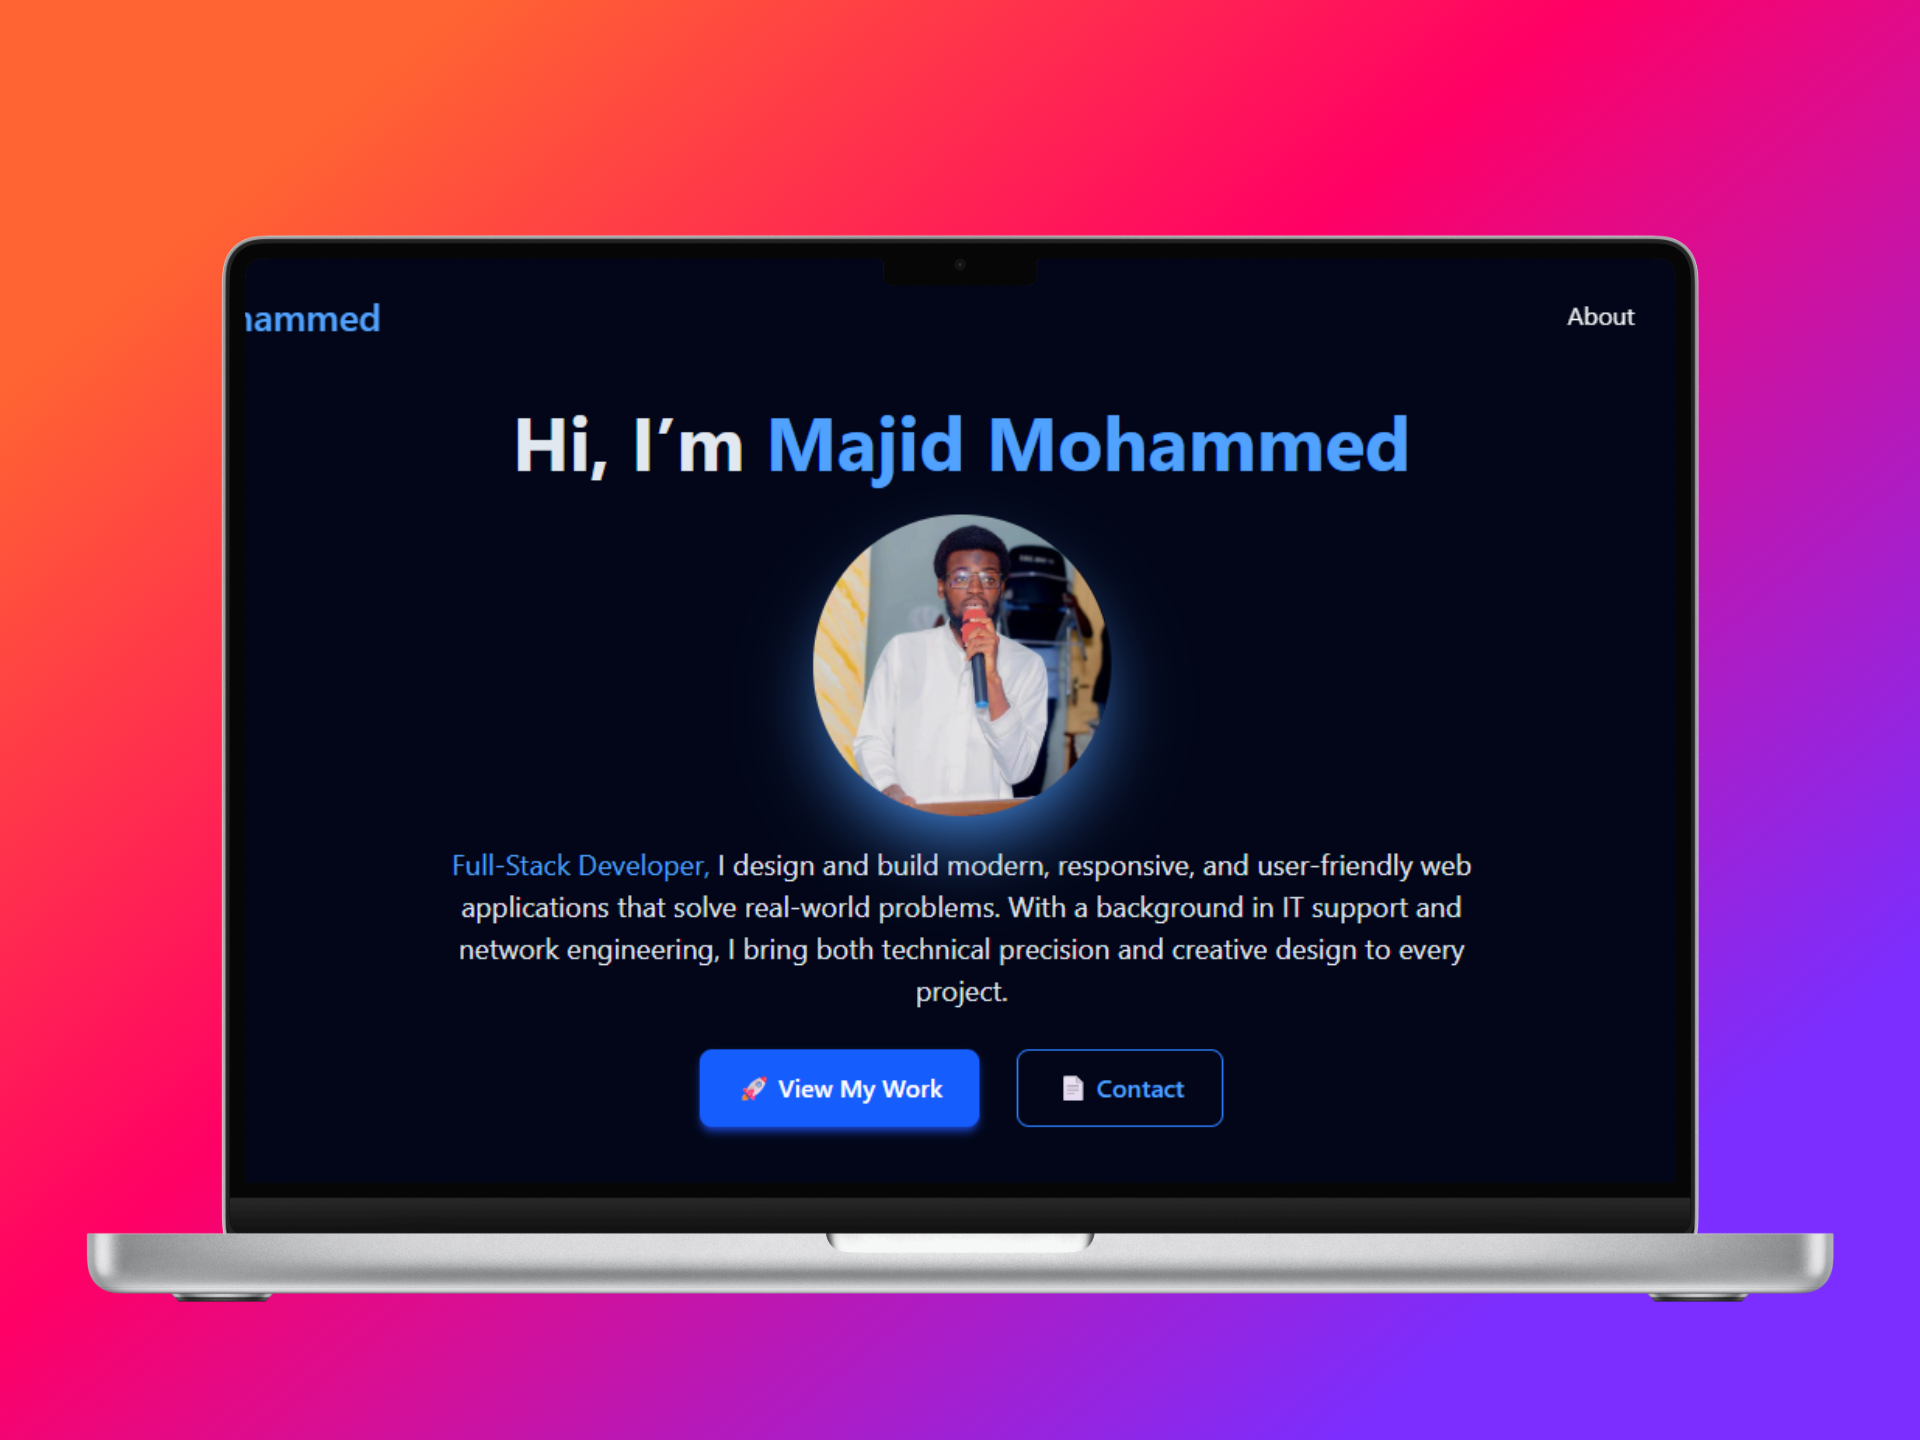 hammed
About
Hi, I’m Majid Mohammed
Full-Stack Developer, I design and build modern, responsive, and user-friendly web
applications that solve real-world problems. With a background in IT support and
network engineering, I bring both technical precision and creative design to every
project.
🚀 View My Work
📄 Contact